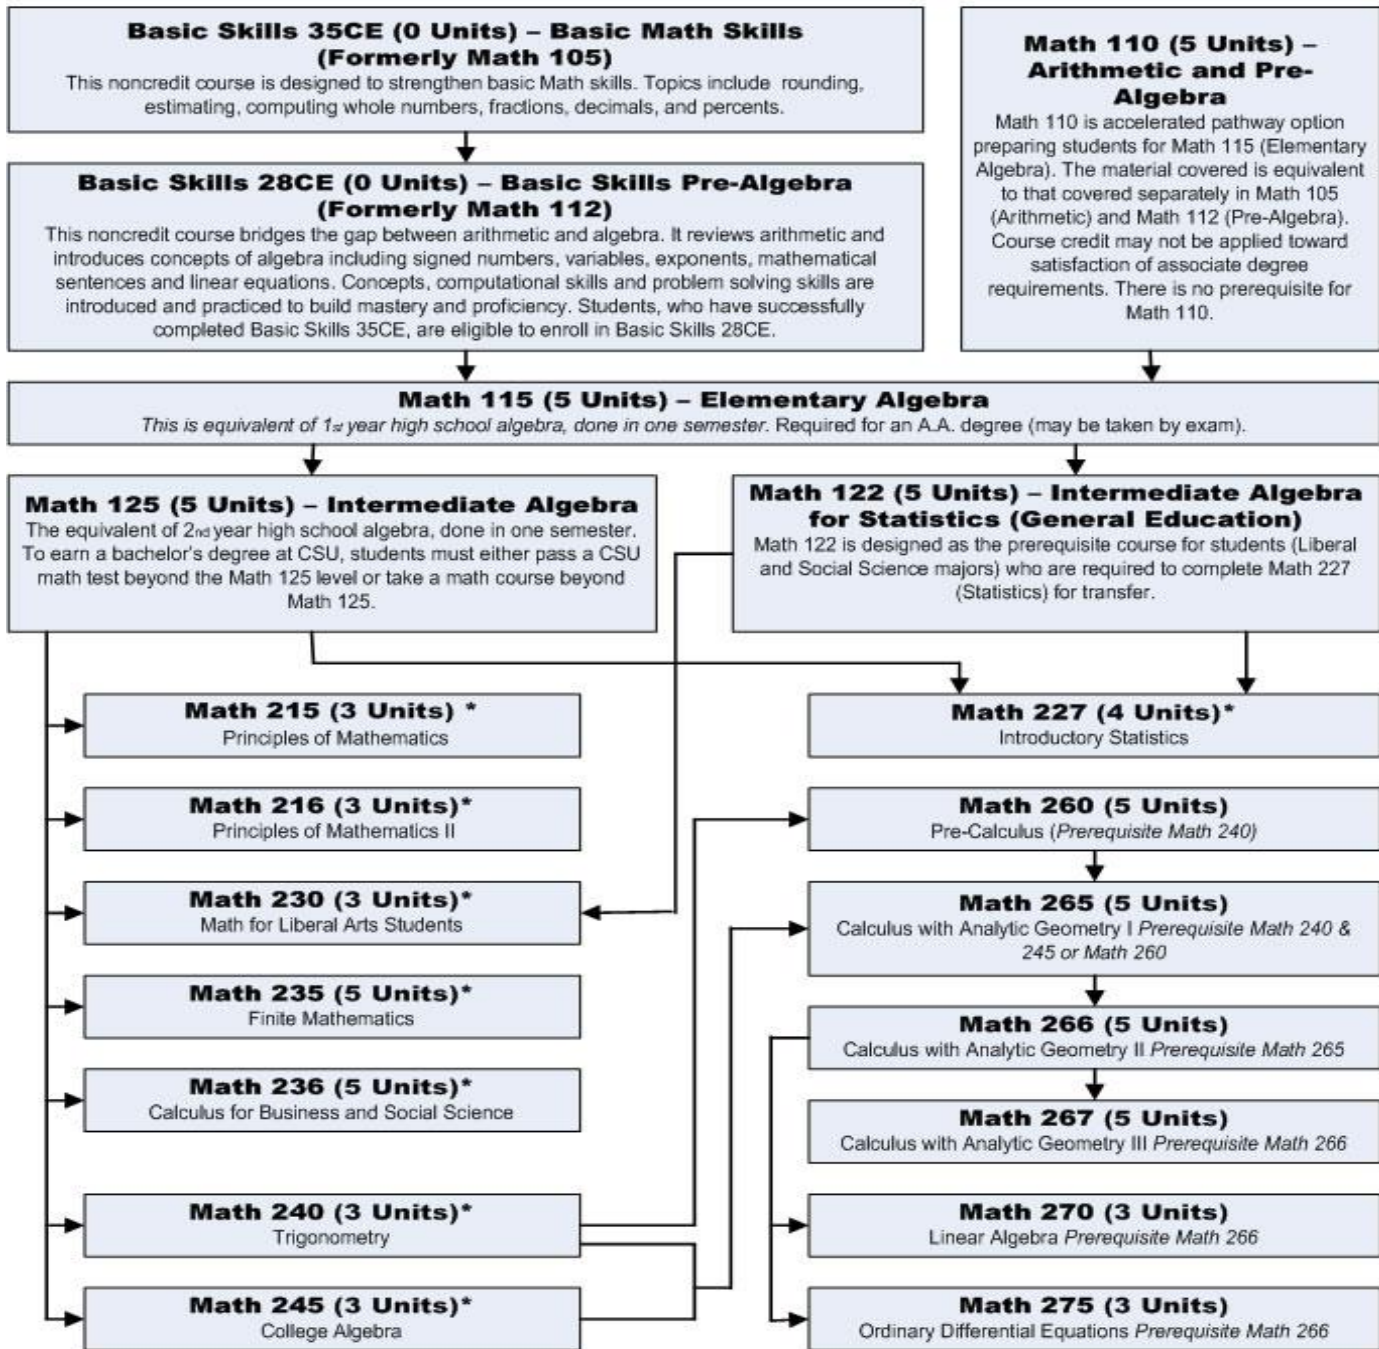 Basic Skills 35CE (0 Units) – Basic Math Skills
(Formerly Math 105)
This noncredit course is designed to strengthen basic Math skills. Topics include rounding,
estimating, computing whole numbers, fractions, decimals, and percents.
Math 110 (5 Units) –
Arithmetic and Pre-
Algebra
Math 110 is accelerated pathway option
preparing students for Math 115 (Elementary
Algebra). The material covered is equivalent
to that covered separately in Math 105
(Arithmetic) and Math 112 (Pre-Algebra).
Course credit may not be applied toward
satisfaction of associate degree
requirements. There is no prerequisite for
Math 110.
Basic Skills 28CE (0 Units) – Basic Skills Pre-Algebra
(Formerly Math 112)
This noncredit course bridges the gap between arithmetic and algebra. It reviews arithmetic and
introduces concepts of algebra including signed numbers, variables, exponents, mathematical
sentences and linear equations. Concepts, computational skills and problem solving skills are
introduced and practiced to build mastery and proficiency. Students, who have successfully
completed Basic Skills 35CE, are eligible to enroll in Basic Skills 28CE.
Math 115 (5 Units) – Elementary Algebra
This is equivalent of 1st year high school algebra, done in one semester. Required for an A.A. degree (may be taken by exam).
Math 125 (5 Units) – Intermediate Algebra
The equivalent of 2nd year high school algebra, done in one semester.
To earn a bachelor's degree at CSU, students must either pass a CSU
math test beyond the Math 125 level or take a math course beyond
Math 125.
Math 122 (5 Units) – Intermediate Algebra
for Statistics (General Education)
Math 122 is designed as the prerequisite course for students (Liberal
and Social Science majors) who are required to complete Math 227
(Statistics) for transfer.
Math 215 (3 Units) *
Principles of Mathematics
Math 216 (3 Units)*
Principles of Mathematics II
Math 230 (3 Units)*
Math for Liberal Arts Students
Math 235 (5 Units)*
Finite Mathematics
Math 236 (5 Units)*
Calculus for Business and Social Science
Math 240 (3 Units)*
Trigonometry
Math 245 (3 Units)*
College Algebra
Math 227 (4 Units)*
Introductory Statistics
Math 260 (5 Units)
Pre-Calculus (Prerequisite Math 240)
Math 265 (5 Units)
Calculus with Analytic Geometry I Prerequisite Math 240 &
245 or Math 260
Math 266 (5 Units)
Calculus with Analytic Geometry II Prerequisite Math 265
Math 267 (5 Units)
Calculus with Analytic Geometry III Prerequisite Math 266
Math 270 (3 Units)
Linear Algebra Prerequisite Math 266
Math 275 (3 Units)
Ordinary Differential Equations Prerequisite Math 266